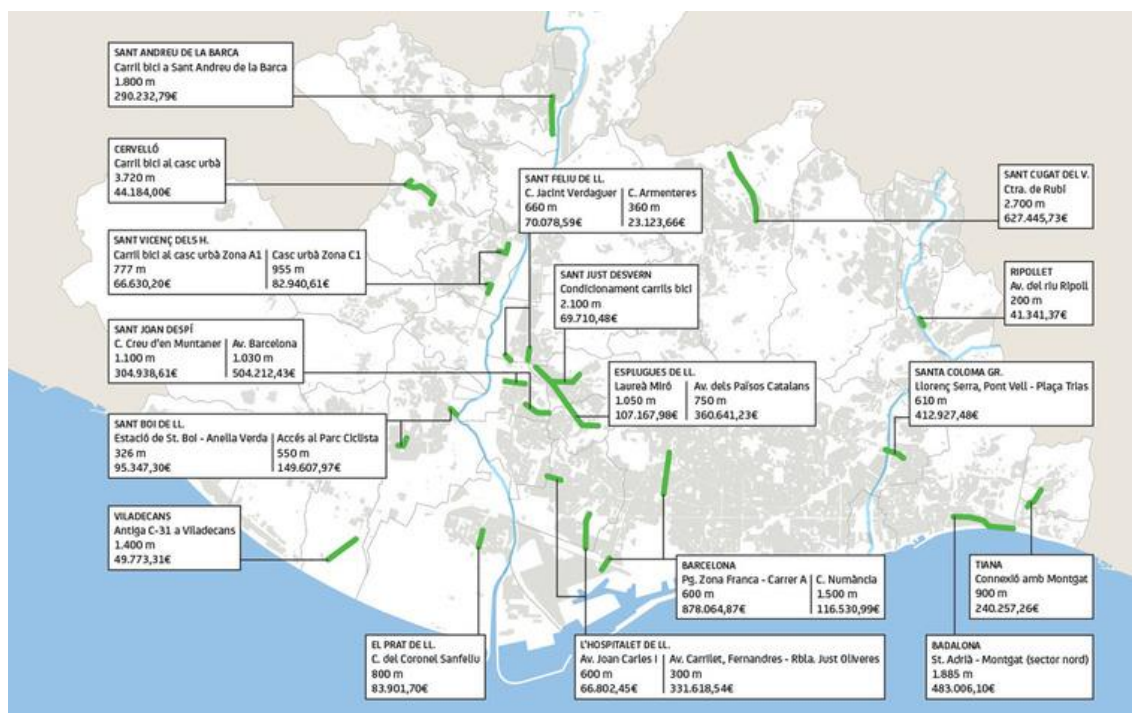 SANT ANDREU DE LA BARCA
Carril bici a Sant Andreu de la Barca
1.800 m
290.232,79€
CERVELLÓ
Carril bici al casc urbà
3.720 m
44.184,00€
SANT FELIU DE LL.
C. Jacint Verdaguer C. Armenteres
660 m 360 m
70.078,59€ 23.123,66€
SANT CUGAT DEL V.
Ctra. de Rubí
2.700 m
627.445,73€
SANT VICENÇ DELS H.
Carril bici al casc urbà Zona A1 Casc urbà Zona C1
777 m 955 m
66.630,20€ 82.940,61€
SANT JUST DESVERN
Condicionament carrils bici
2.100 m
69.710,48€
RIPOLLET
Av. del riu Ripoll
200 m
41.341,37€
SANT JOAN DESPÍ
C. Creu d'en Muntaner Av. Barcelona
1.100 m 1.030 m
304.938,61€ 504.212,43€
ESPLUGUES DE LL.
Laureà Miró Av. dels Països Catalans
1.050 m 750 m
107.167,98€ 360.641,23€
SANTA COLOMA GR.
Llorenç Serra, Pont Vell - Plaça Trias
610 m
412.927,48€
SANT BOI DE LL.
Estació de St. Boi - Anella Verda Accés al Parc Ciclista
326 m 550 m
95.347,30€ 149.607,97€
VILADECANS
Antiga C-31 a Viladecans
1.400 m
49.773,31€
BARCELONA
Pg. Zona Franca - Carrer A C. Numància
600 m 1.500 m
878.064,87€ 116.530,99€
TIANA
Connexió amb Montgat
900 m
240.257,26€
EL PRAT DE LL.
C. del Coronel Sanfeliu
800 m
83.901,70€
L'HOSPITALET DE LL.
Av. Joan Carles I Av. Carrilet, Fernandres - Rbla. Just Oliveres
600 m 300 m
66.802,45€ 331.618,54€
BADALONA
St. Adrià - Montgat (sector nord)
1.885 m
483.006,10€